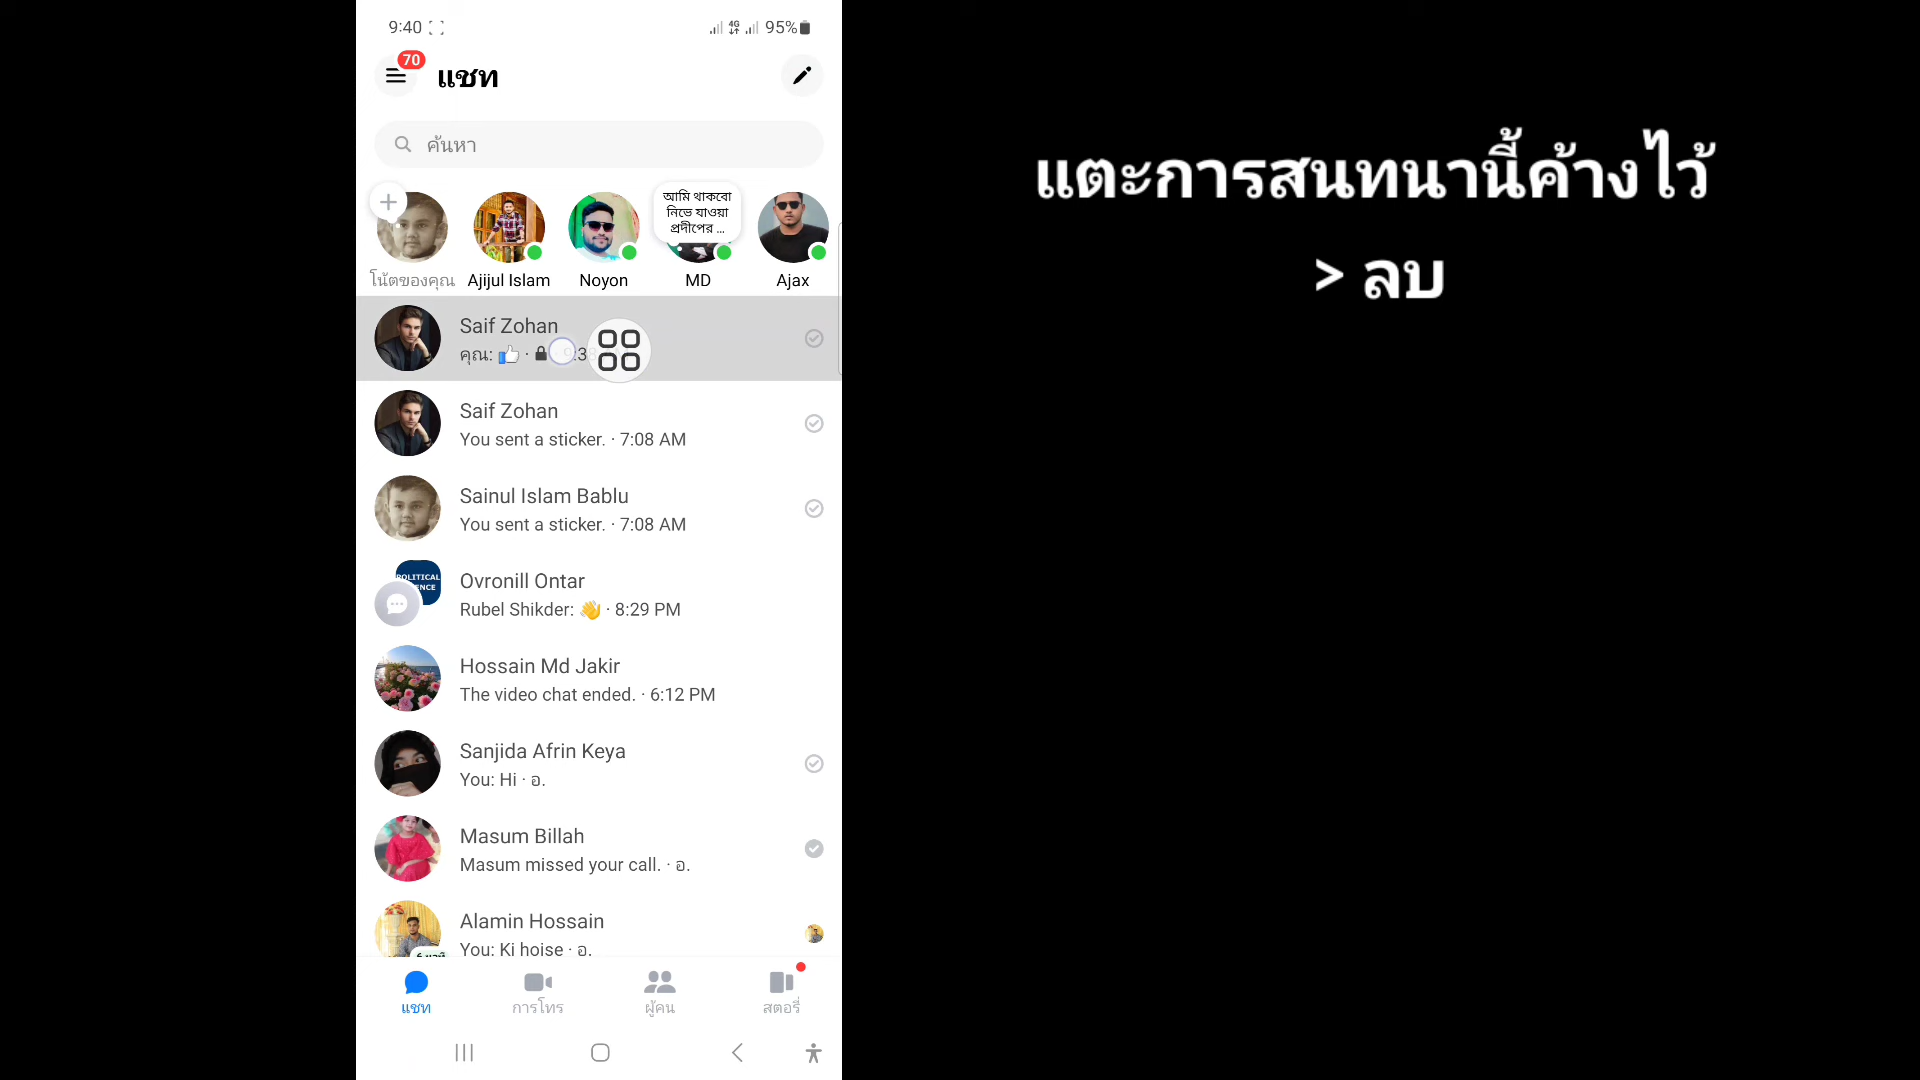 9:40
4G
95%
70
แชท
ค้นหา
আমি থাকবো
নিভে যাওয়া
প্রদীপের ...
โน้ตของคุณ
Ajijul Islam
Noyon
MD
Ajax
Saif Zohan
คุณ: 👍 ·
Saif Zohan
You sent a sticker. · 7:08 AM
Sainul Islam Bablu
You sent a sticker. · 7:08 AM
POLITICAL
Ovronill Ontar
Rubel Shikder: 👋 · 8:29 PM
Hossain Md Jakir
The video chat ended. · 6:12 PM
Sanjida Afrin Keya
You: Hi · อ.
Masum Billah
Masum missed your call. · อ.
Alamin Hossain
You: Ki hoise · อ.
แชท
การโทร
ผู้คน
สตอรี่
แตะการสนทนานี้ค้างไว้
> ลบ